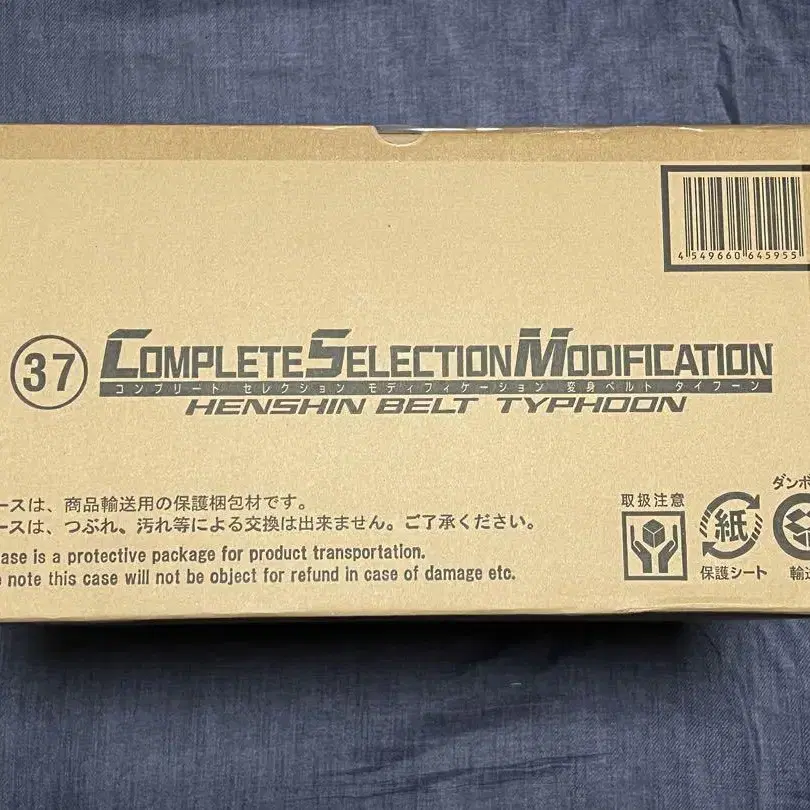 4 549660 645955
37
COMPLETE SELECTION MODIFICATION
コンプリート セレクション モディフィケーション 変身ベルト タイフーン
HENSHIN BELT TYPHOON
ースは、商品輸送用の保護梱包材です。
ースは、つぶれ、汚れ等による交換は出来ません。ご了承ください。
ase is a protective package for product transportation.
note this case will not be object for refund in case of damage etc.
取扱注意
紙
保護シート
ダンボ
輸送